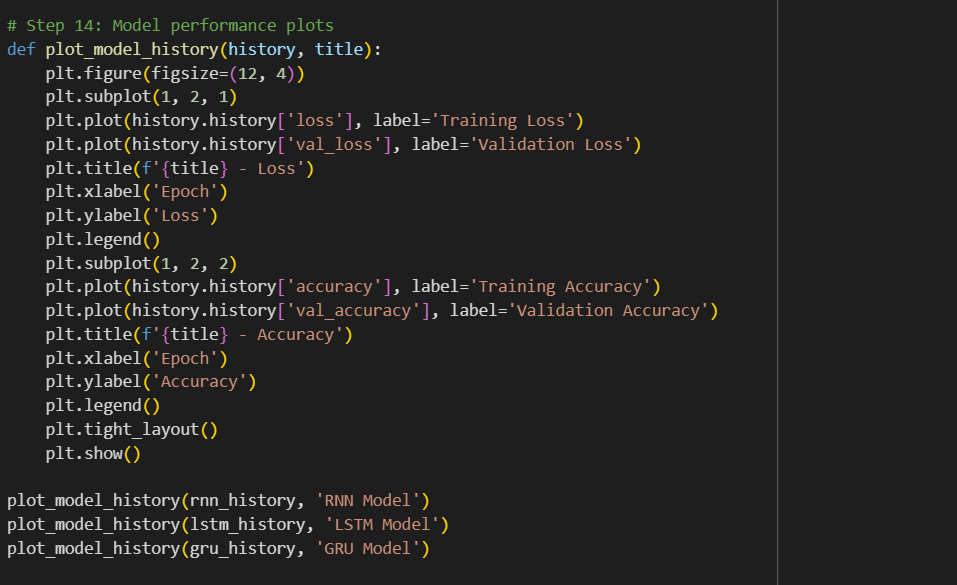 # Step 14: Model performance plots
def plot_model_history(history, title):
    plt.figure(figsize=(12, 4))
    plt.subplot(1, 2, 1)
    plt.plot(history.history['loss'], label='Training Loss')
    plt.plot(history.history['val_loss'], label='Validation Loss')
    plt.title(f'{title} - Loss')
    plt.xlabel('Epoch')
    plt.ylabel('Loss')
    plt.legend()
    plt.subplot(1, 2, 2)
    plt.plot(history.history['accuracy'], label='Training Accuracy')
    plt.plot(history.history['val_accuracy'], label='Validation Accuracy')
    plt.title(f'{title} - Accuracy')
    plt.xlabel('Epoch')
    plt.ylabel('Accuracy')
    plt.legend()
    plt.tight_layout()
    plt.show()

plot_model_history(rnn_history, 'RNN Model')
plot_model_history(lstm_history, 'LSTM Model')
plot_model_history(gru_history, 'GRU Model')